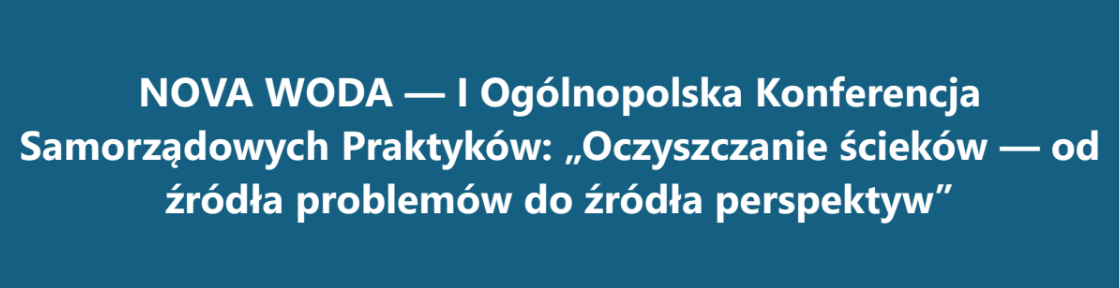 NOVA WODA — I Ogólnopolska Konferencja
Samorządowych Praktyków: „Oczyszczanie ścieków — od
źródła problemów do źródła perspektyw”